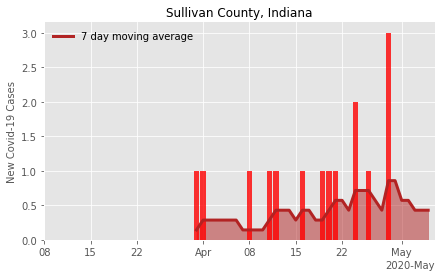 Sullivan County, Indiana
7 day moving average
New Covid-19 Cases
3.0
2.5
2.0
1.5
1.0
0.5
0.0
08 15 22 Apr 08 15 22 May
2020-May